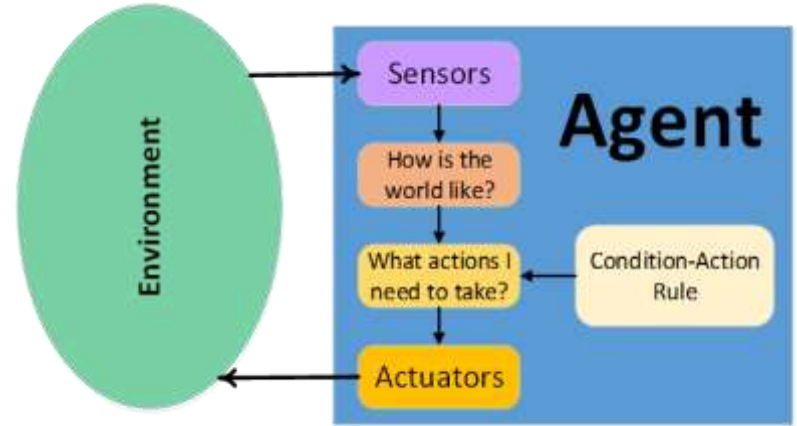 Environment
Sensors
Agent
How is the
world like?
What actions I
need to take?
Condition-Action
Rule
Actuators